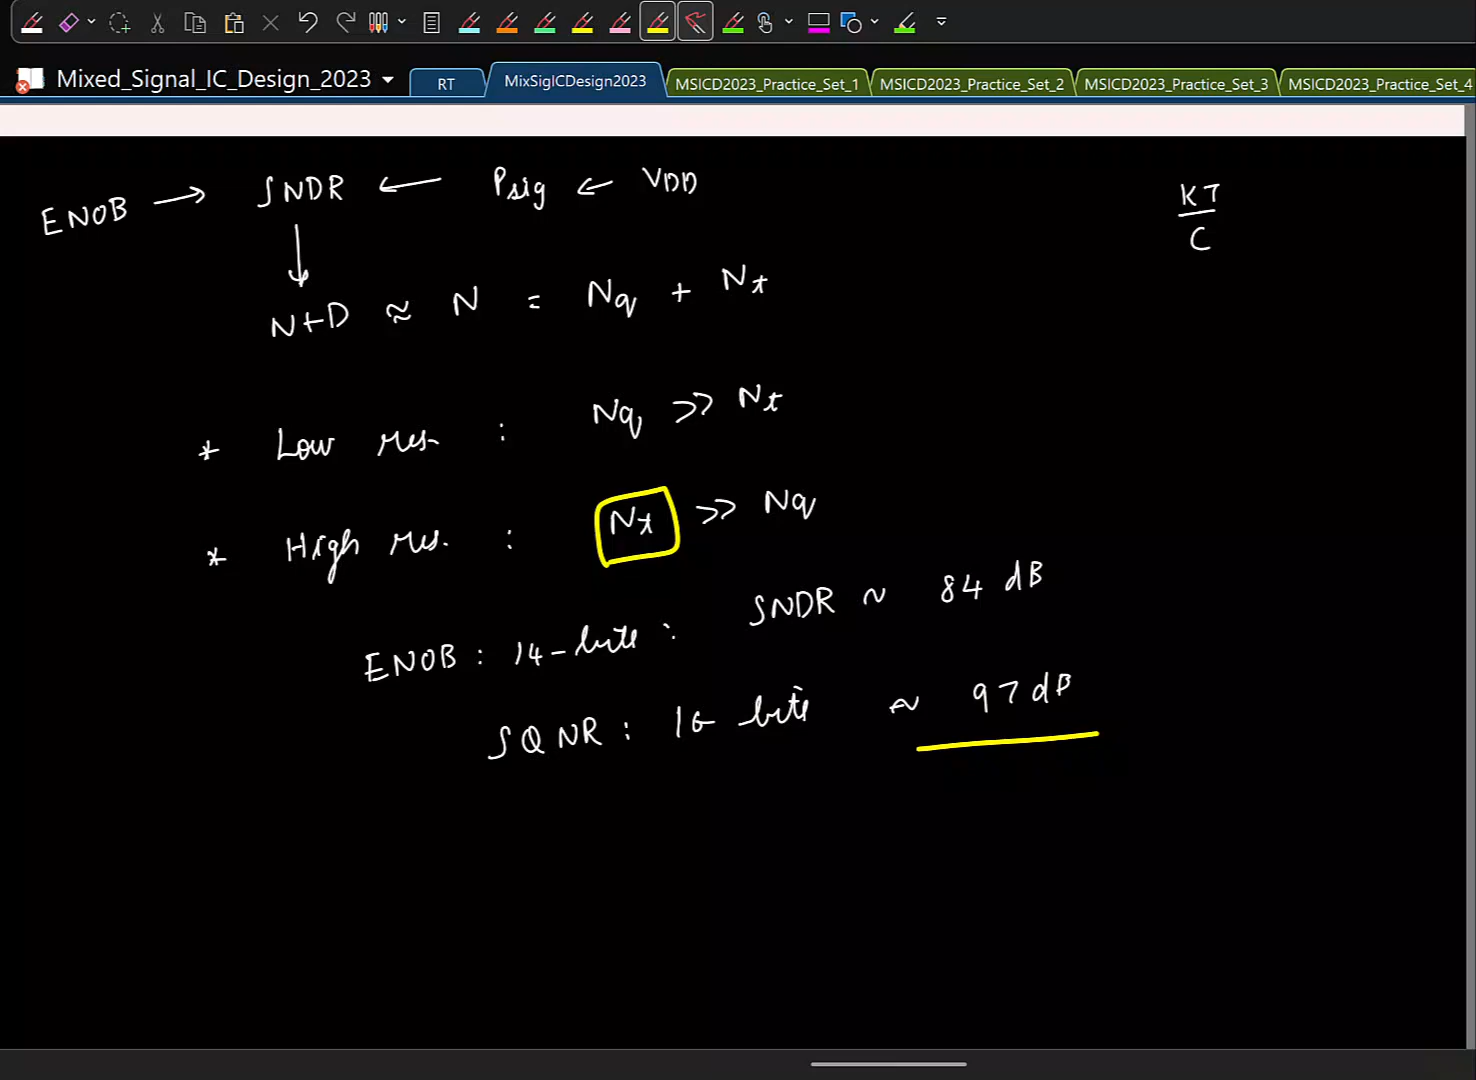 Mixed_Signal_IC_Design_2023 RT MixSigICDesign2023 MSICD2023_Practice_Set_1 MSICD2023_Practice_Set_2 MSICD2023_Practice_Set_3 MSICD2023_Practice_Set_4
ENOB → SNDR ← Psig ← VDD
KT
C
N+D ≈ N = Nq + Nt
* Low res. : Nq >> Nt
* High res. : Nt >> Nq
ENOB : 14-bits : SNDR ~ 84 dB
SQNR : 16 bits ~ 97 dB